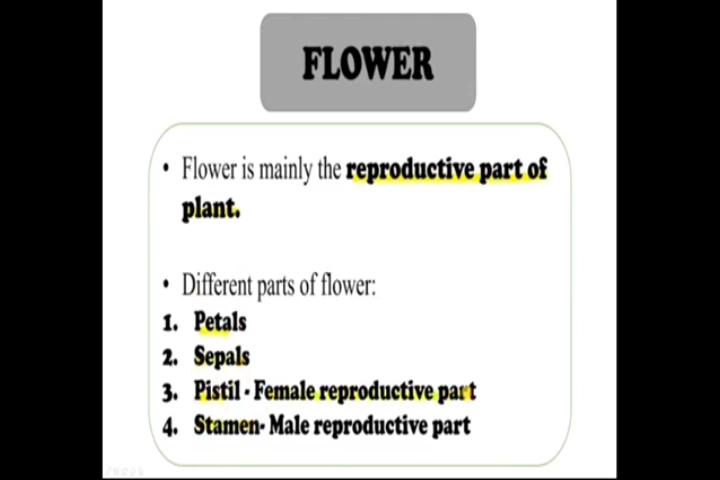 FLOWER
• Flower is mainly the reproductive part of
plant.
• Different parts of flower:
1. Petals
2. Sepals
3. Pistil - Female reproductive part
4. Stamen- Male reproductive part